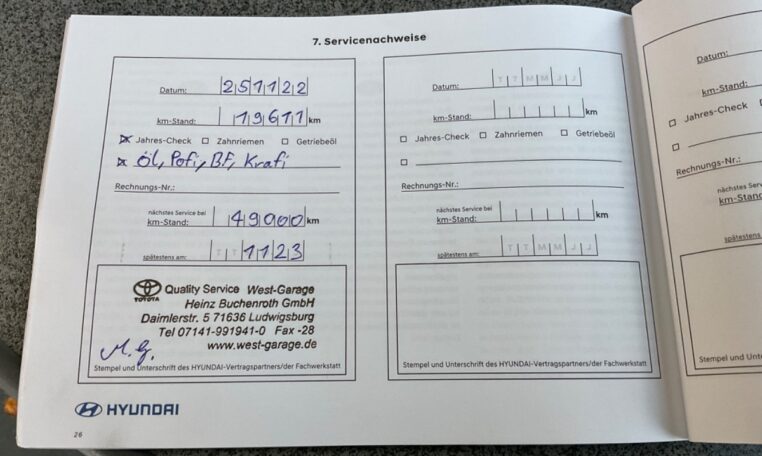 7. Servicenachweise
Datum: 25 11 22
km-Stand: 19611 km
Jahres-Check Zahnriemen Getriebeöl
Öl, Pofi, BF, Krafi
Rechnungs-Nr.:
nächstes Service bei
km-Stand: 49000 km
spätestens am: T T 11 23
TOYOTA
Quality Service West-Garage
Heinz Buchenroth GmbH
Daimlerstr. 5 71636 Ludwigsburg
Tel 07141-991941-0 Fax -28
www.west-garage.de
M. G.
Stempel und Unterschrift des HYUNDAI-Vertragspartners/der Fachwerkstatt
HYUNDAI
26
Datum: T T M M J J
km-Stand: km
Jahres-Check Zahnriemen Getriebeöl
Rechnungs-Nr.:
nächstes Service bei
km-Stand: km
spätestens am: T T M M J J
Stempel und Unterschrift des HYUNDAI-Vertragspartners/der Fachwerkstatt
Datum:
km-Stand:
Jahres-Check
Rechnungs-Nr.:
nächstes Service
km-Stand
spätestens
Stempel und